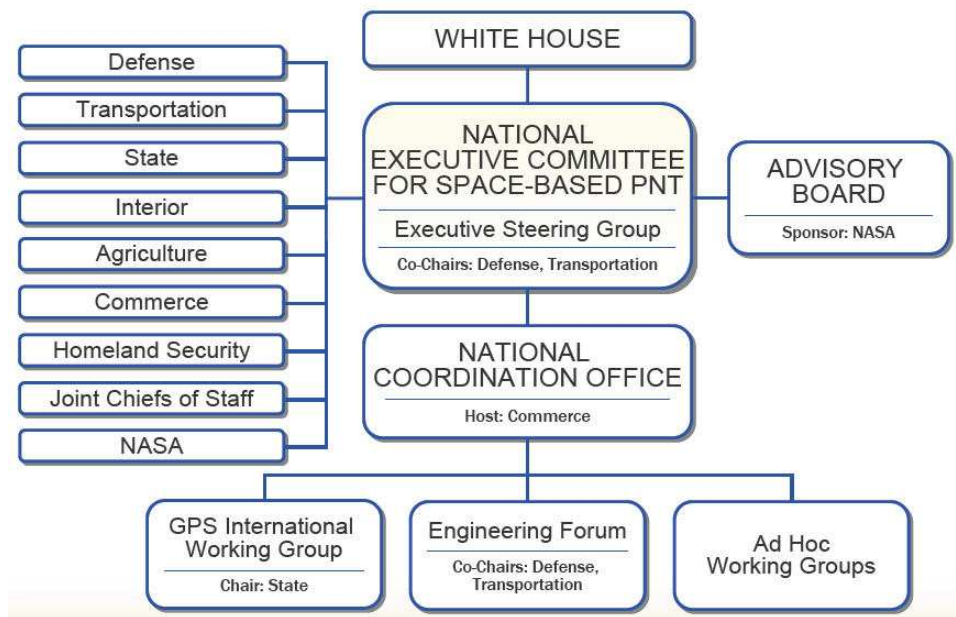 WHITE HOUSE
Defense
Transportation
State
Interior
Agriculture
Commerce
Homeland Security
Joint Chiefs of Staff
NASA
NATIONAL
EXECUTIVE COMMITTEE
FOR SPACE-BASED PNT
Executive Steering Group
Co-Chairs: Defense, Transportation
ADVISORY
BOARD
Sponsor: NASA
NATIONAL
COORDINATION OFFICE
Host: Commerce
GPS International
Working Group
Chair: State
Engineering Forum
Co-Chairs: Defense,
Transportation
Ad Hoc
Working Groups